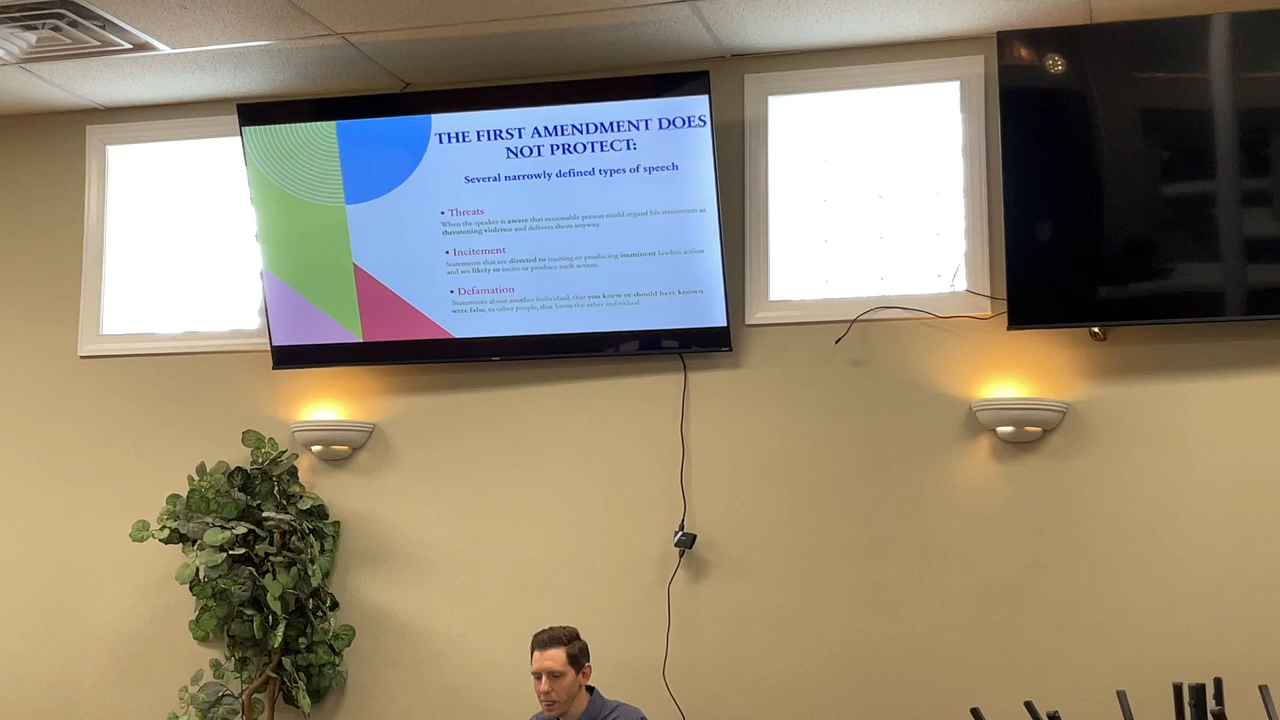 THE FIRST AMENDMENT DOES
NOT PROTECT:
Several narrowly defined types of speech
• Threats
When the speaker is aware that reasonable person could regard his statements as
threatening violence and delivers them anyway.
• Incitement
Statements that are directed to inciting or producing imminent lawless action
and are likely to incite or produce such action.
• Defamation
Statements about another individual, that you knew or should have known
were false, to other people, that harm the other individual.